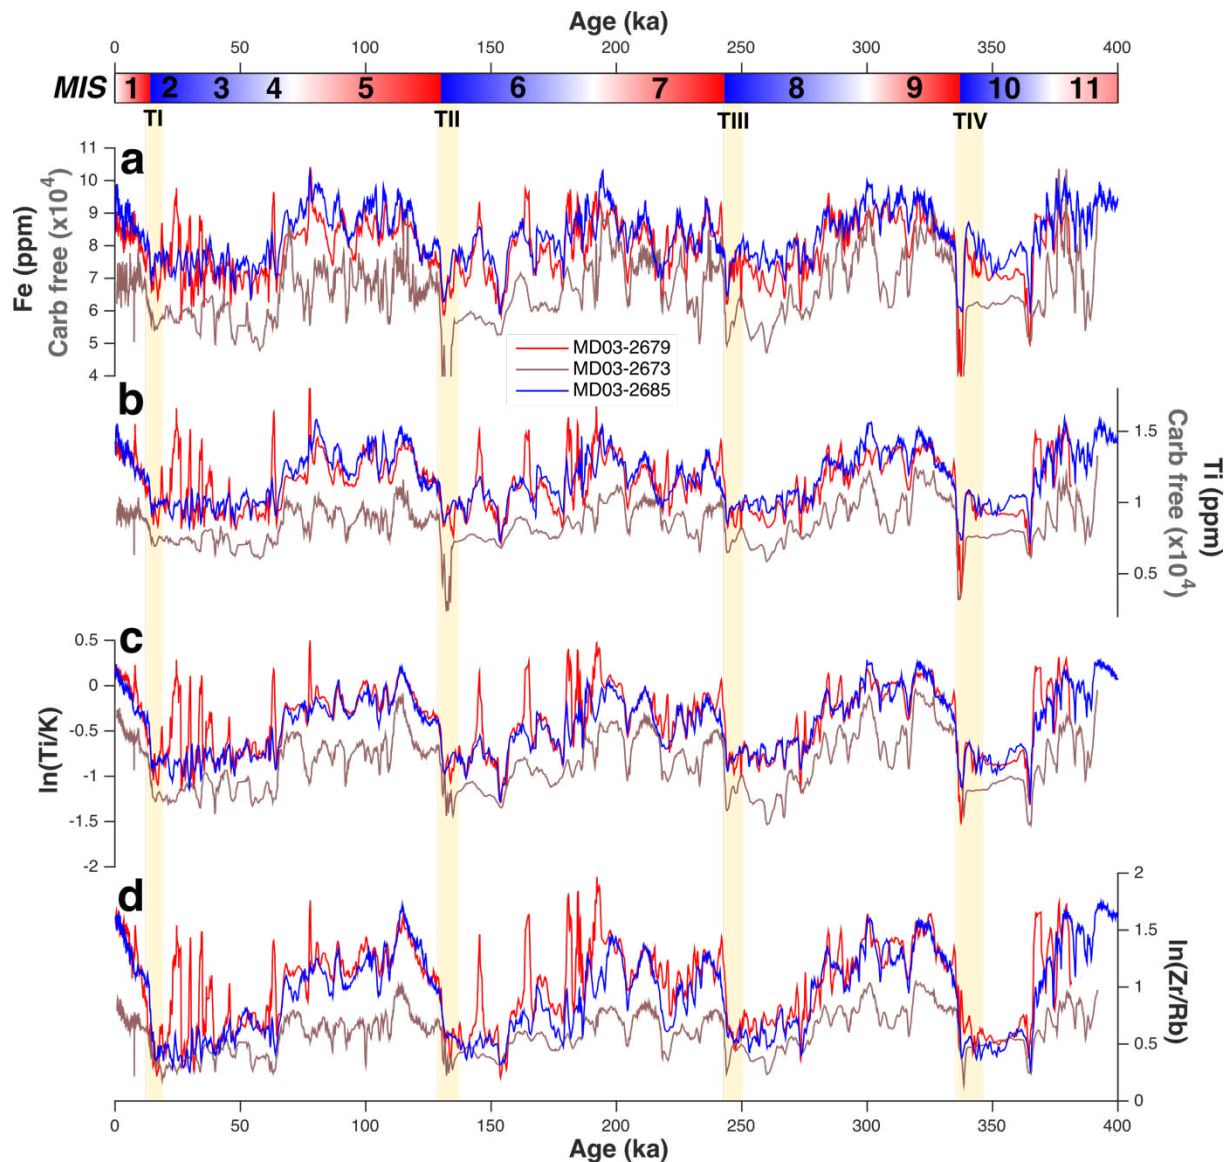 Age (ka)
0 50 100 150 200 250 300 350 400
MIS 1 2 3 4 5 6 7 8 9 10 11
TI TII TIII TIV
a
Fe (ppm)
Carb free (x10⁴)
11
10
9
8
7
6
5
4
MD03-2679
MD03-2673
MD03-2685
b
1.5
1
0.5
Ti (ppm)
Carb free (x10⁴)
c
ln(Ti/K)
0.5
0
-0.5
-1
-1.5
-2
d
2
1.5
1
0.5
0
ln(Zr/Rb)
0 50 100 150 200 250 300 350 400
Age (ka)